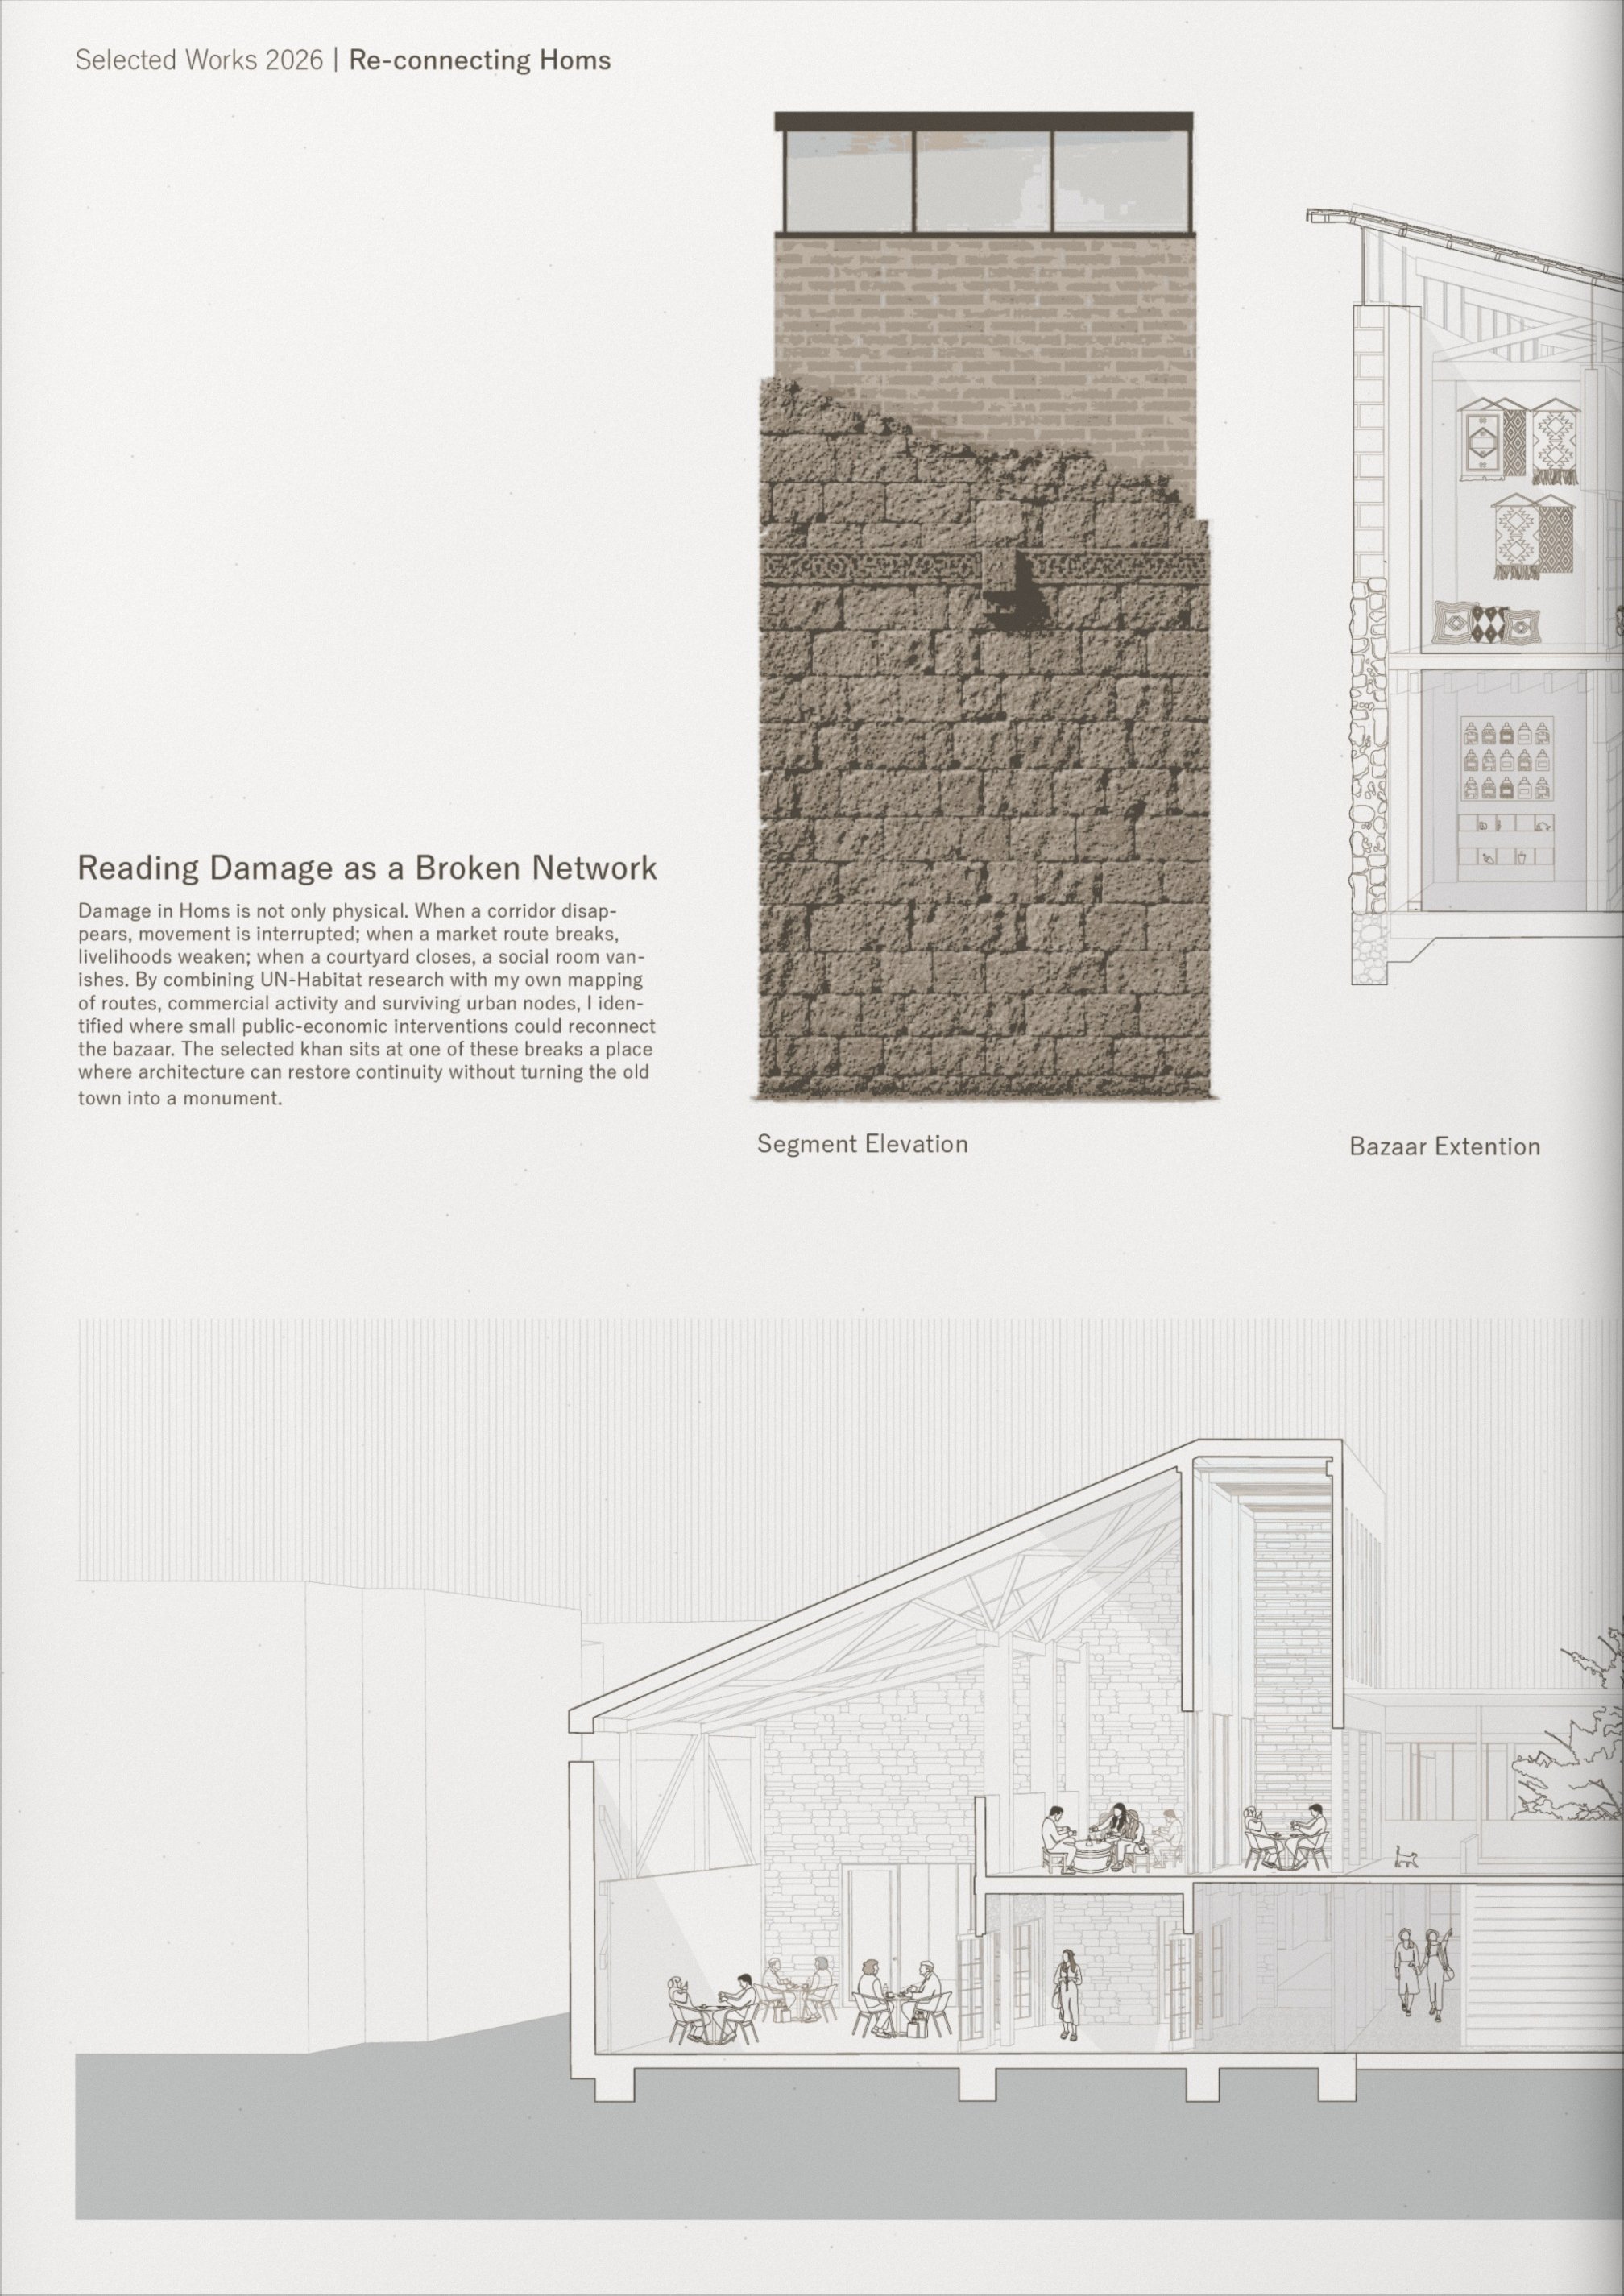 Selected Works 2026 | Re-connecting Homs
Reading Damage as a Broken Network
Damage in Homs is not only physical. When a corridor disap-
pears, movement is interrupted; when a market route breaks,
livelihoods weaken; when a courtyard closes, a social room van-
ishes. By combining UN-Habitat research with my own mapping
of routes, commercial activity and surviving urban nodes, I iden-
tified where small public-economic interventions could reconnect
the bazaar. The selected khan sits at one of these breaks a place
where architecture can restore continuity without turning the old
town into a monument.
Segment Elevation
Bazaar Extention